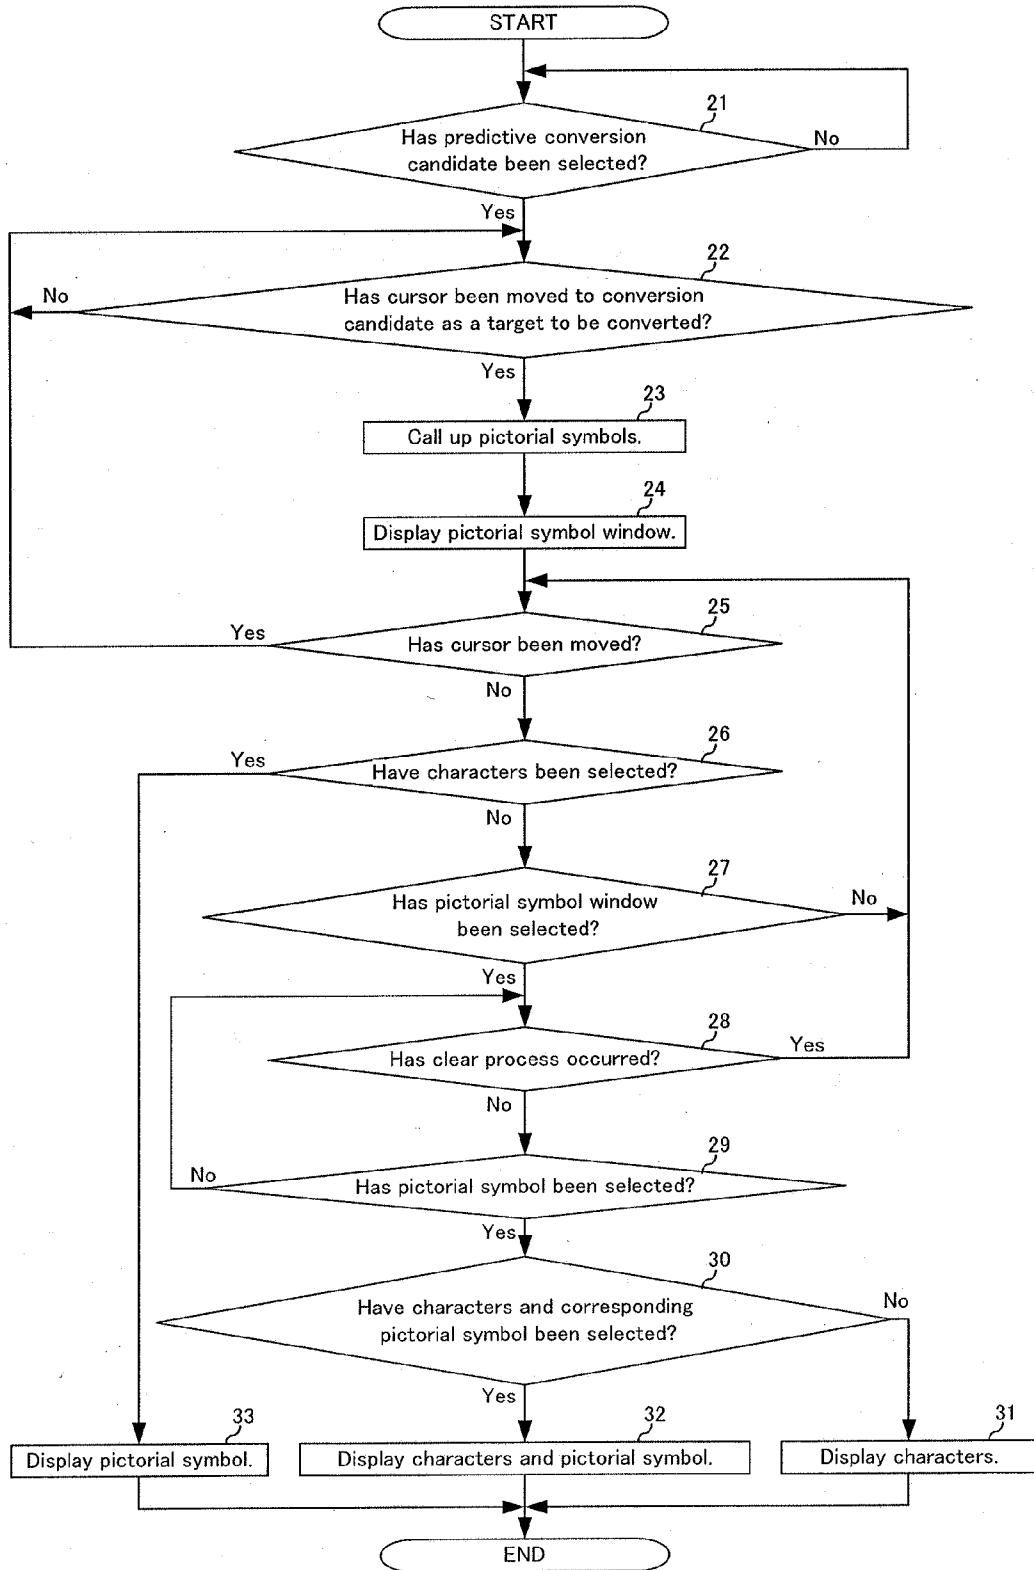 START
21
Has predictive conversion
candidate been selected?
No
Yes
22
No
Has cursor been moved to conversion
candidate as a target to be converted?
Yes
23
Call up pictorial symbols.
24
Display pictorial symbol window.
25
Yes
Has cursor been moved?
No
26
Yes
Have characters been selected?
No
27
Has pictorial symbol window
been selected?
No
Yes
28
Has clear process occurred?
Yes
No
29
No
Has pictorial symbol been selected?
Yes
30
Have characters and corresponding
pictorial symbol been selected?
No
Yes
33
Display pictorial symbol.
32
Display characters and pictorial symbol.
31
Display characters.
END